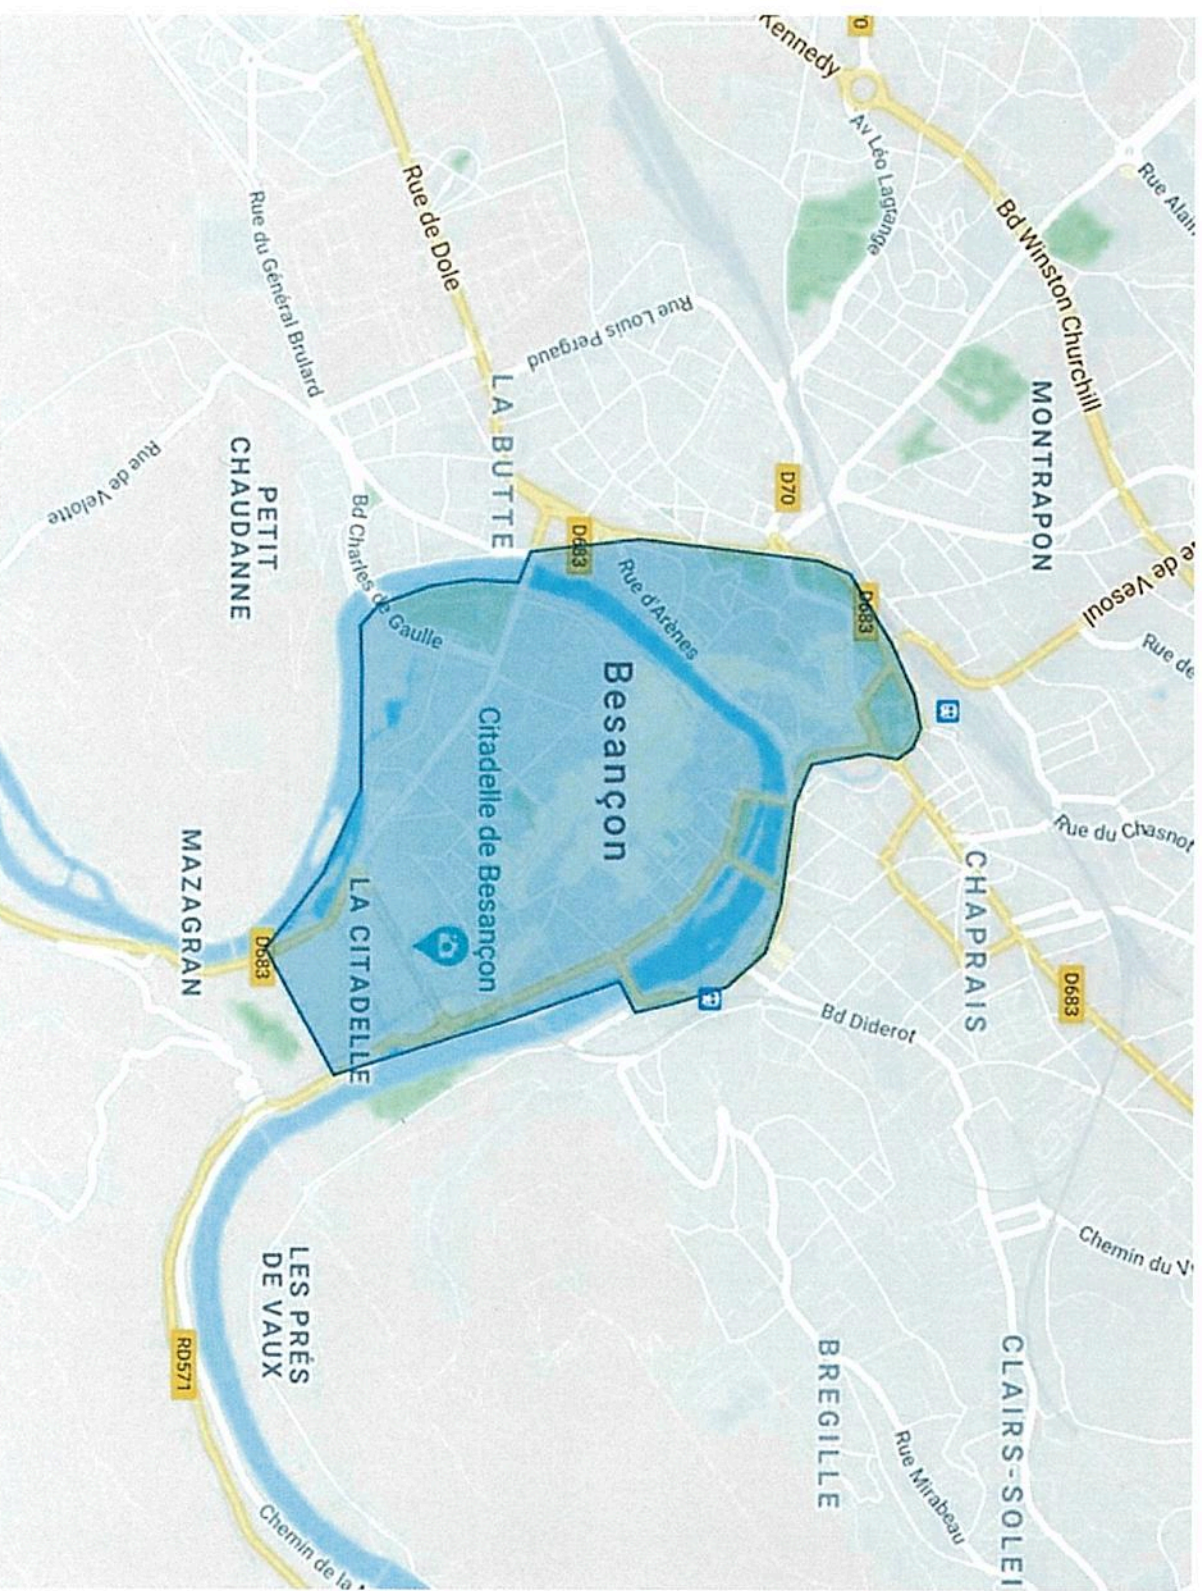 Kennedy
Av Léo Lagrange
Bd Winston Churchill
Rue Alain
MONTRAPON
de Vesoul
Rue de
Rue du Chasnot
CHAPRAIS
D683
Chemin du V
CLAIRS-SOLEI
Rue de Dole
Rue Louis Pergaud
D70
D683
D683
Rue d'Arènes
Besançon
Citadelle de Besançon
Bd Diderot
BREGILLE
Rue Mirabeau
Rue du Général Brulard
LA BUTTE
Bd Charles de Gaulle
LA CITADELLE
Rue de Velotte
PETIT
CHAUDANNE
MAZAGRAN
D683
LES PRÉS
DE VAUX
RD571
Chemin de la